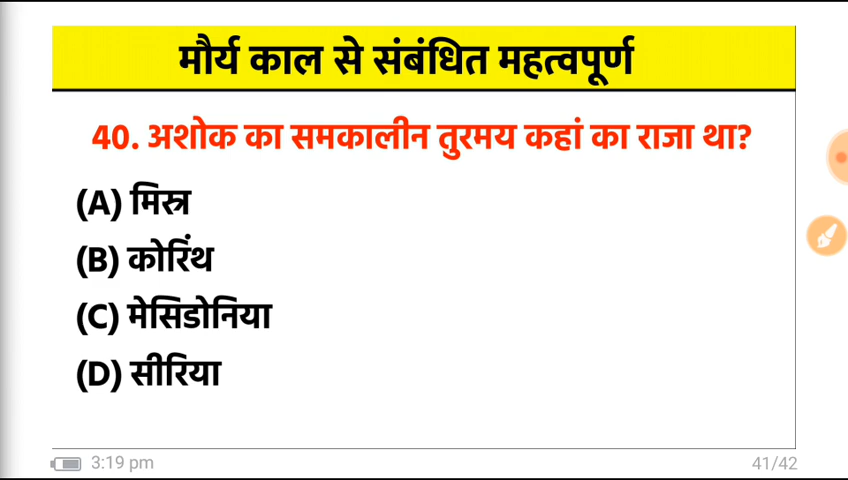 मौर्य काल से संबंधित महत्वपूर्ण
40. अशोक का समकालीन तुरमय कहां का राजा था?
(A) मिस्त्र
(B) कोरिंथ
(C) मेसिडोनिया
(D) सीरिया
3:19 pm
41/42